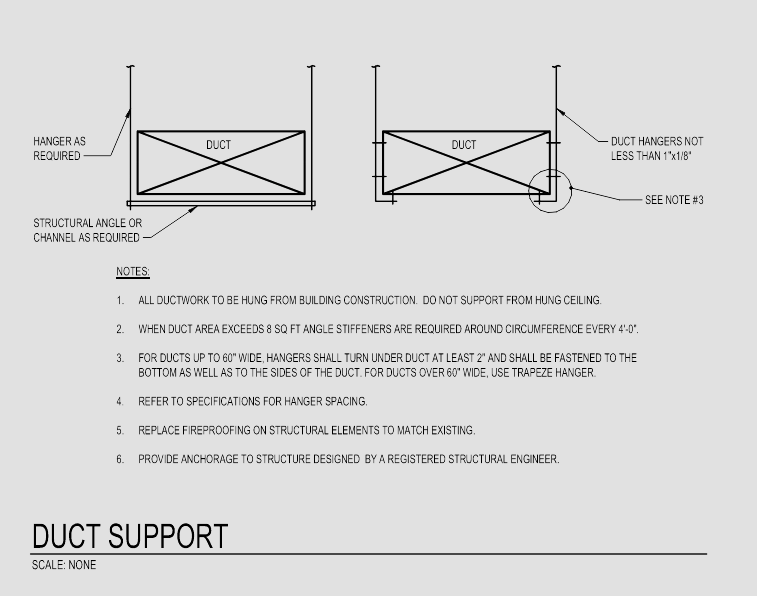 DUCT
DUCT
HANGER AS
REQUIRED
DUCT HANGERS NOT
LESS THAN 1"x1/8"
SEE NOTE #3
STRUCTURAL ANGLE OR
CHANNEL AS REQUIRED
NOTES:
1. ALL DUCTWORK TO BE HUNG FROM BUILDING CONSTRUCTION. DO NOT SUPPORT FROM HUNG CEILING.
2. WHEN DUCT AREA EXCEEDS 8 SQ FT ANGLE STIFFENERS ARE REQUIRED AROUND CIRCUMFERENCE EVERY 4'-0".
3. FOR DUCTS UP TO 60" WIDE, HANGERS SHALL TURN UNDER DUCT AT LEAST 2" AND SHALL BE FASTENED TO THE
BOTTOM AS WELL AS TO THE SIDES OF THE DUCT. FOR DUCTS OVER 60" WIDE, USE TRAPEZE HANGER.
4. REFER TO SPECIFICATIONS FOR HANGER SPACING.
5. REPLACE FIREPROOFING ON STRUCTURAL ELEMENTS TO MATCH EXISTING.
6. PROVIDE ANCHORAGE TO STRUCTURE DESIGNED BY A REGISTERED STRUCTURAL ENGINEER.
DUCT SUPPORT
SCALE: NONE